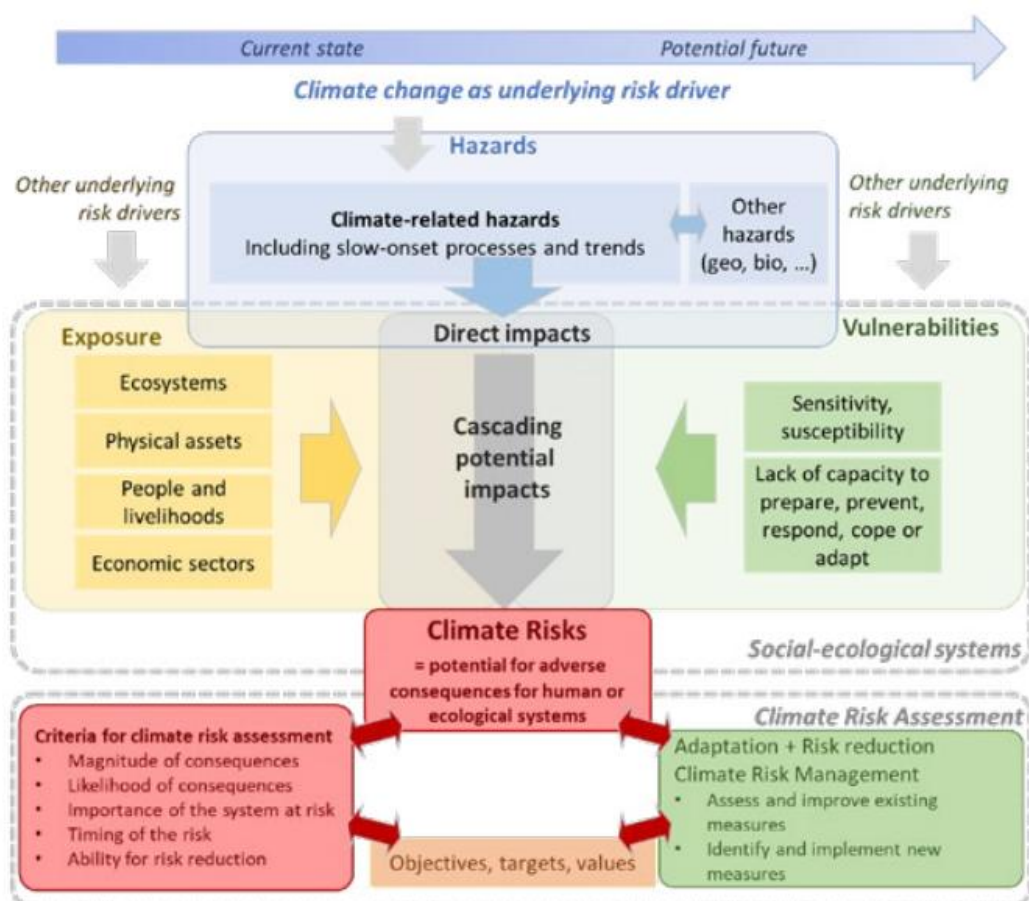 Current state
Potential future
Climate change as underlying risk driver
Hazards
Other underlying
risk drivers
Other underlying
risk drivers
Climate-related hazards
Including slow-onset processes and trends
Other
hazards
(geo, bio, ...)
Exposure
Direct impacts
Vulnerabilities
Ecosystems
Physical assets
People and
livelihoods
Economic sectors
Cascading
potential
impacts
Sensitivity,
susceptibility
Lack of capacity to
prepare, prevent,
respond, cope or
adapt
Climate Risks
= potential for adverse
consequences for human or
ecological systems
Social-ecological systems
Climate Risk Assessment
Criteria for climate risk assessment
• Magnitude of consequences
• Likelihood of consequences
• Importance of the system at risk
• Timing of the risk
• Ability for risk reduction
Objectives, targets, values
Adaptation + Risk reduction
Climate Risk Management
• Assess and improve existing
measures
• Identify and implement new
measures